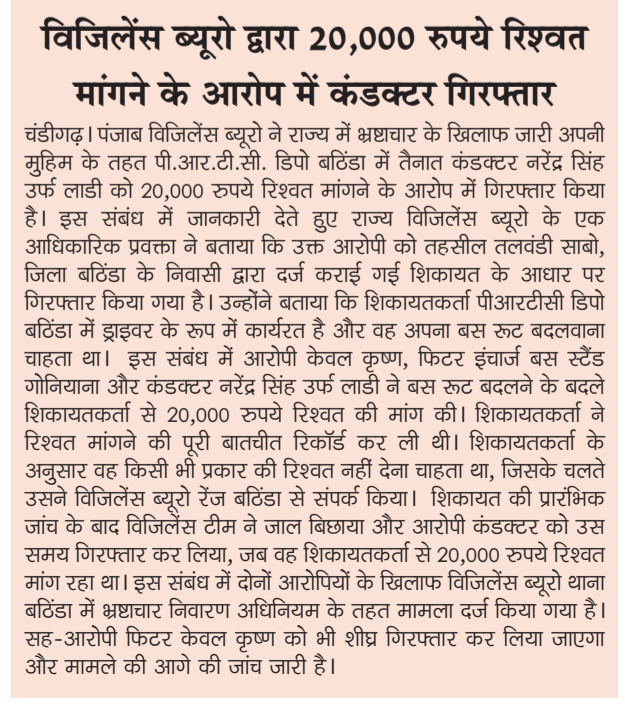 विजिलेंस ब्यूरो द्वारा 20,000 रुपये रिश्वत
मांगने के आरोप में कंडक्टर गिरफ्तार
चंडीगढ़। पंजाब विजिलेंस ब्यूरो ने राज्य में भ्रष्टाचार के खिलाफ जारी अपनी
मुहिम के तहत पी.आर.टी.सी. डिपो बठिंडा में तैनात कंडक्टर नरेंद्र सिंह
उर्फ लाडी को 20,000 रुपये रिश्वत मांगने के आरोप में गिरफ्तार किया
है। इस संबंध में जानकारी देते हुए राज्य विजिलेंस ब्यूरो के एक
आधिकारिक प्रवक्ता ने बताया कि उक्त आरोपी को तहसील तलवंडी साबो,
जिला बठिंडा के निवासी द्वारा दर्ज कराई गई शिकायत के आधार पर
गिरफ्तार किया गया है। उन्होंने बताया कि शिकायतकर्ता पीआरटीसी डिपो
बठिंडा में ड्राइवर के रूप में कार्यरत है और वह अपना बस रूट बदलवाना
चाहता था। इस संबंध में आरोपी केवल कृष्ण, फिटर इंचार्ज बस स्टैंड
गोनियाना और कंडक्टर नरेंद्र सिंह उर्फ लाडी ने बस रूट बदलने के बदले
शिकायतकर्ता से 20,000 रुपये रिश्वत की मांग की। शिकायतकर्ता ने
रिश्वत मांगने की पूरी बातचीत रिकॉर्ड कर ली थी। शिकायतकर्ता के
अनुसार वह किसी भी प्रकार की रिश्वत नहीं देना चाहता था, जिसके चलते
उसने विजिलेंस ब्यूरो रेंज बठिंडा से संपर्क किया। शिकायत की प्रारंभिक
जांच के बाद विजिलेंस टीम ने जाल बिछाया और आरोपी कंडक्टर को उस
समय गिरफ्तार कर लिया, जब वह शिकायतकर्ता से 20,000 रुपये रिश्वत
मांग रहा था। इस संबंध में दोनों आरोपियों के खिलाफ विजिलेंस ब्यूरो थाना
बठिंडा में भ्रष्टाचार निवारण अधिनियम के तहत मामला दर्ज किया गया है।
सह-आरोपी फिटर केवल कृष्ण को भी शीघ्र गिरफ्तार कर लिया जाएगा
और मामले की आगे की जांच जारी है।